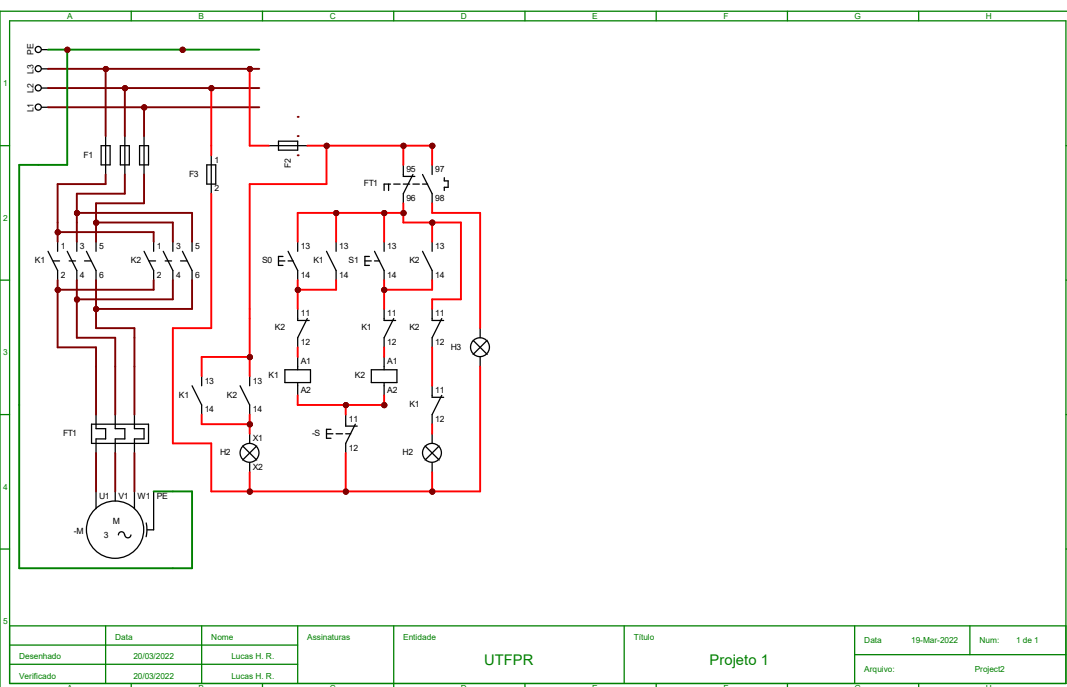 A B C D E F G H
PE
L3
1
L2
L1
F1
F3
1
2
F2
95 97
FT1
96 98
2
1 3 5 1 3 5 13 13 13 13
K1 K2 S0 K1 S1 K2
2 4 6 2 4 6 14 14 14 14
11 11 11
K2 K1 K2
12 12 12
3
H3
A1 A1
K1 K2
A2 A2
13 13
K1 K2
14 14
11
K1
12
11
FT1 -S
12
X1
H2 H2
X2
4
U1 V1 W1 PE
M
-M
3
5
Data Nome Assinaturas Entidade Título Data 19-Mar-2022 Num: 1 de 1
Desenhado 20/03/2022 Lucas H. R. UTFPR Projeto 1
Verificado 20/03/2022 Lucas H. R. Arquivo: Project2